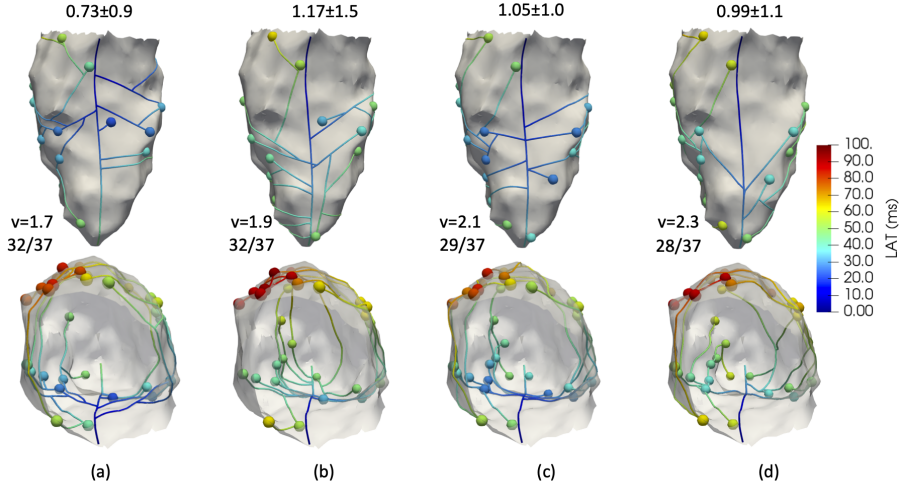 0.73±0.9
1.17±1.5
1.05±1.0
0.99±1.1
v=1.7
32/37
v=1.9
32/37
v=2.1
29/37
v=2.3
28/37
100.
90.0
80.0
70.0
60.0
50.0
40.0
30.0
20.0
10.0
0.00
LAT (ms)
(a)
(b)
(c)
(d)